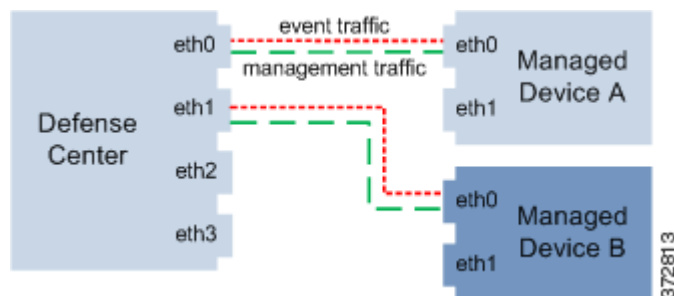 Defense
Center
eth0
eth1
eth2
eth3
event traffic
management traffic
eth0
eth1
Managed
Device A
eth0
eth1
Managed
Device B
372813